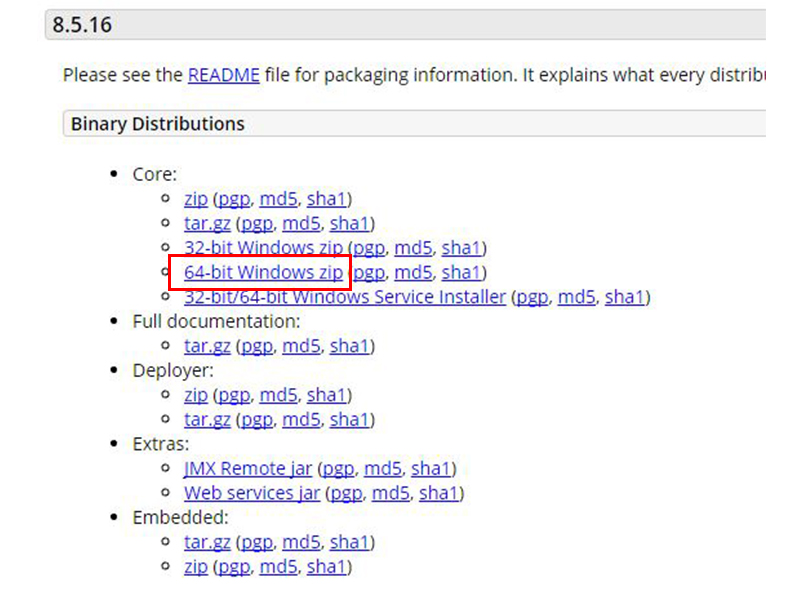 8.5.16
Please see the README file for packaging information. It explains what every distrib
Binary Distributions
Core:
zip (pgp, md5, sha1)
tar.gz (pgp, md5, sha1)
32-bit Windows zip (pgp, md5, sha1)
64-bit Windows zip (pgp, md5, sha1)
32-bit/64-bit Windows Service Installer (pgp, md5, sha1)
Full documentation:
tar.gz (pgp, md5, sha1)
Deployer:
zip (pgp, md5, sha1)
tar.gz (pgp, md5, sha1)
Extras:
JMX Remote jar (pgp, md5, sha1)
Web services jar (pgp, md5, sha1)
Embedded:
tar.gz (pgp, md5, sha1)
zip (pgp, md5, sha1)